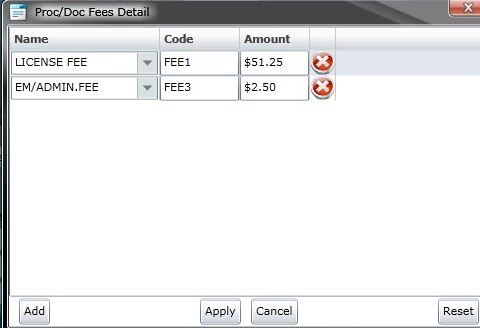 Proc/Doc Fees Detail
Name Code Amount
LICENSE FEE FEE1 $51.25
EM/ADMIN.FEE FEE3 $2.50
Add Apply Cancel Reset